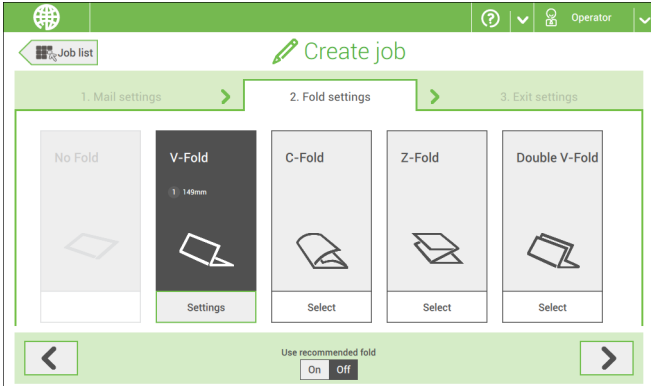 Operator
Job list
Create job
1. Mail settings
2. Fold settings
3. Exit settings
No Fold
V-Fold
1 149mm
Settings
C-Fold
Select
Z-Fold
Select
Double V-Fold
Select
Use recommended fold
On Off